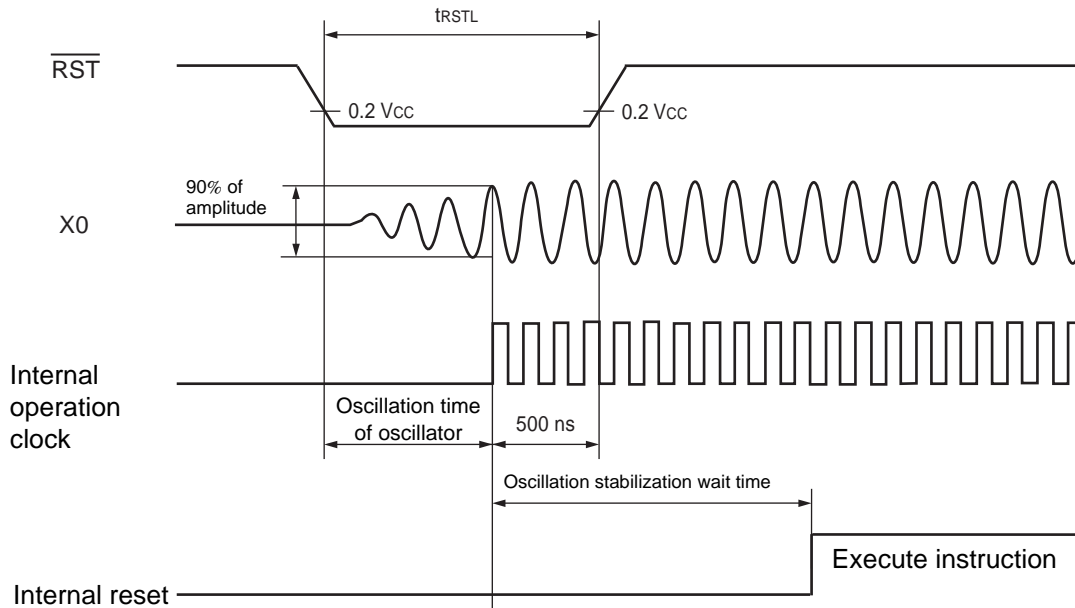 tRSTL
RST
0.2 VCC
0.2 VCC
90% of
amplitude
X0
Internal
operation
clock
Oscillation time
of oscillator
500 ns
Oscillation stabilization wait time
Execute instruction
Internal reset